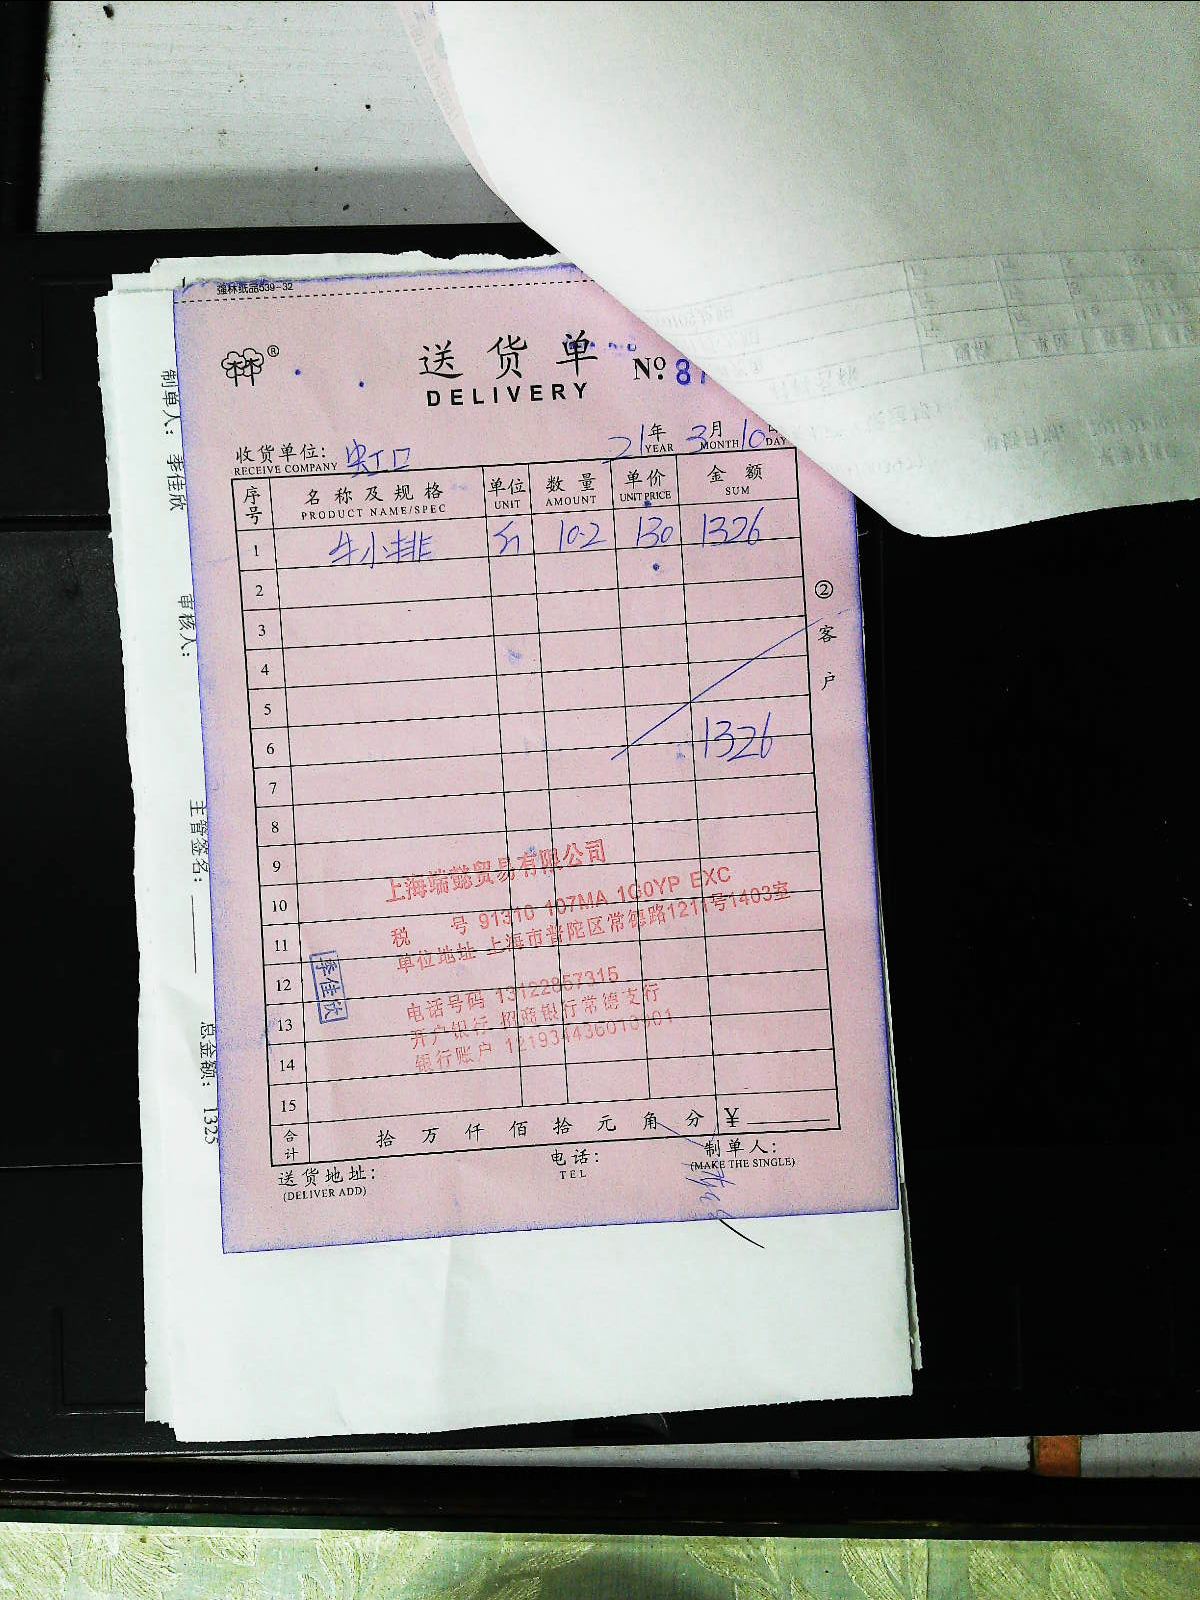 強林纸品539-32
送货单
DELIVERY
No. 87
收货单位: 虹口
RECEIVE COMPANY
21年 3月 10日
YEAR MONTH DAY
序号 名称及规格 单位 数量 单价 金额
PRODUCT NAME/SPEC UNIT AMOUNT UNIT PRICE SUM
1 牛小排 斤 10.2 130 1326
2
3
4
5
6 1326
7
8
9
10
11
12
13
14
15
上海端懿贸易有限公司
税 号 91310 107MA 1G0YP EXC
单位地址 上海市普陀区常德路1211号1403室
电话号码 13122857315
开户银行 招商银行常德支行
银行账户
李佳欣
合计 拾 万 仟 佰 拾 元 角 分 ¥
送货地址: 电话: 制单人:
(DELIVER ADD) TEL (MAKE THE SINGLE)
②客户
制单人: 李佳欣 审核人: 主管签名: 总金额: 1325